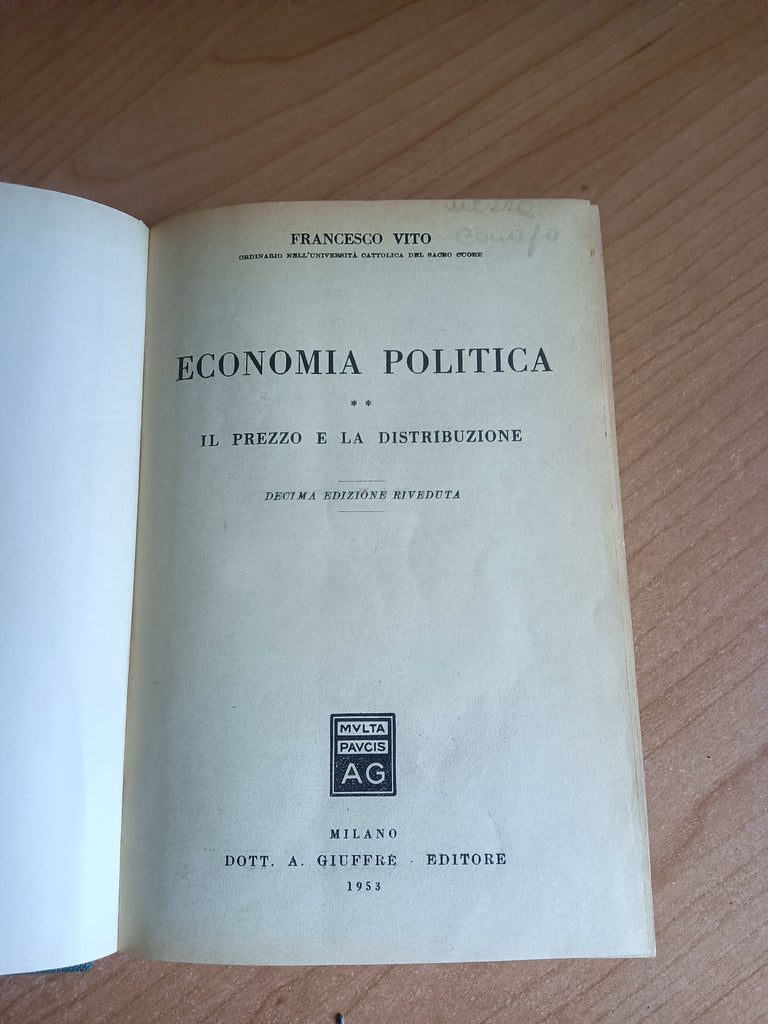 FRANCESCO VITO
ORDINARIO NELL'UNIVERSITÀ CATTOLICA DEL SACRO CUORE
ECONOMIA POLITICA
* *
IL PREZZO E LA DISTRIBUZIONE
DECIMA EDIZIONE RIVEDUTA
MVLTA
PAVCIS
AG
MILANO
DOTT. A. GIUFFRÈ - EDITORE
1953